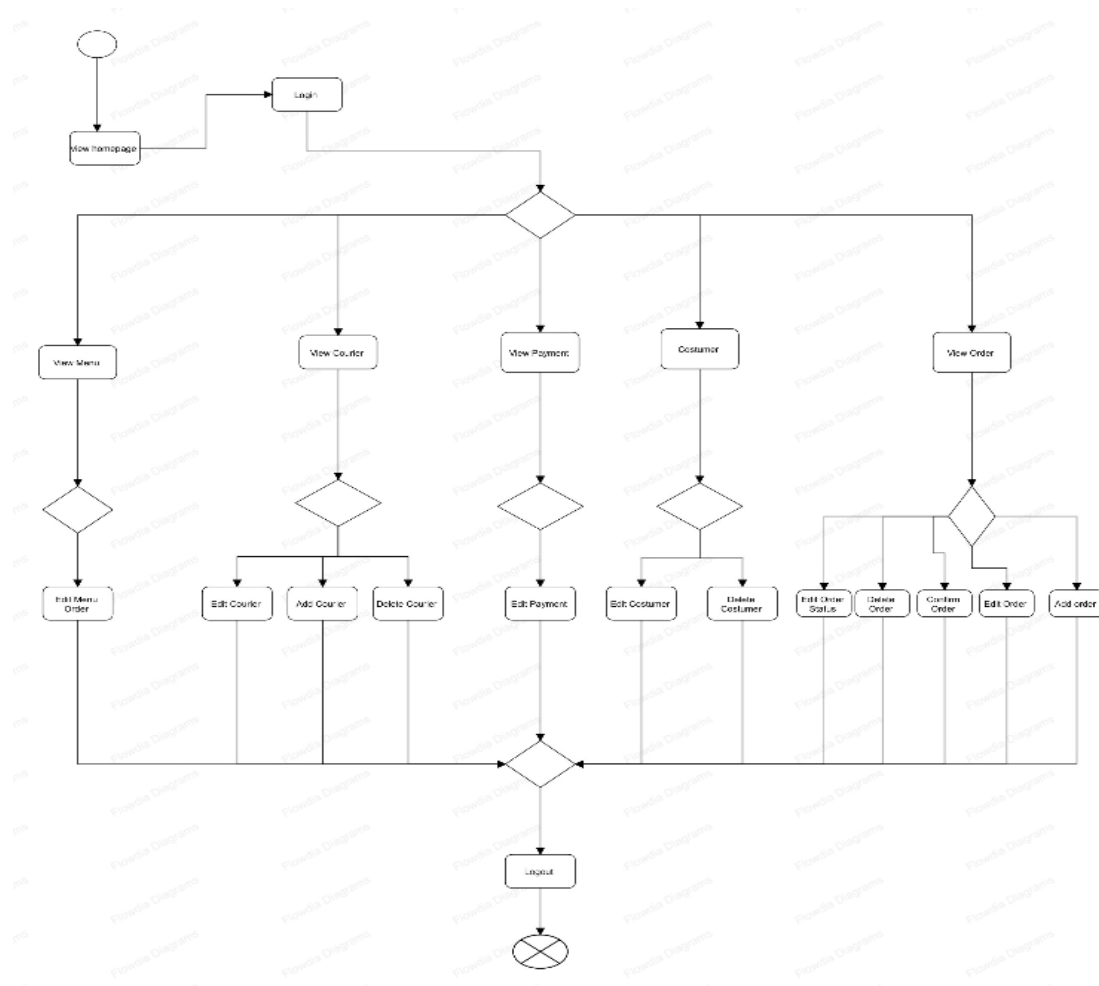 Login
View homepage
View Menu
View Courier
View Payment
Costumer
View Order
Edit Menu
Order
Edit Courier
Add Courier
Delete Courier
Edit Payment
Edit Costumer
Delete
Costumer
Edit Order
Status
Delete
Order
Confirm
Order
Edit Order
Add order
Logout
Flowdia Diagrams